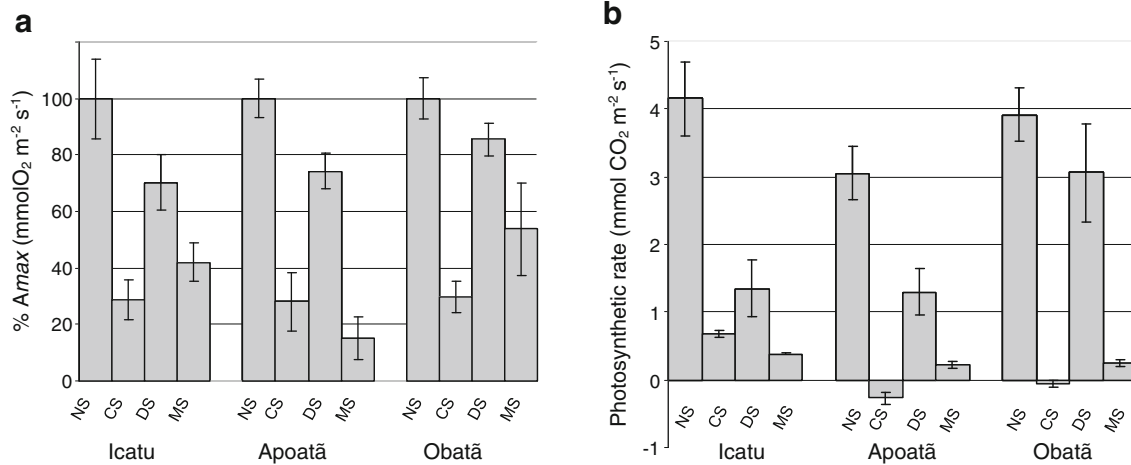 a
% Amax (mmolO₂ m⁻² s⁻¹)
100
80
60
40
20
0
NS CS DS MS NS CS DS MS NS CS DS MS
Icatu Apoatã Obatã
b
Photosynthetic rate (mmol CO₂ m⁻² s⁻¹)
5
4
3
2
1
0
-1
NS CS DS MS NS CS DS MS NS CS DS MS
Icatu Apoatã Obatã